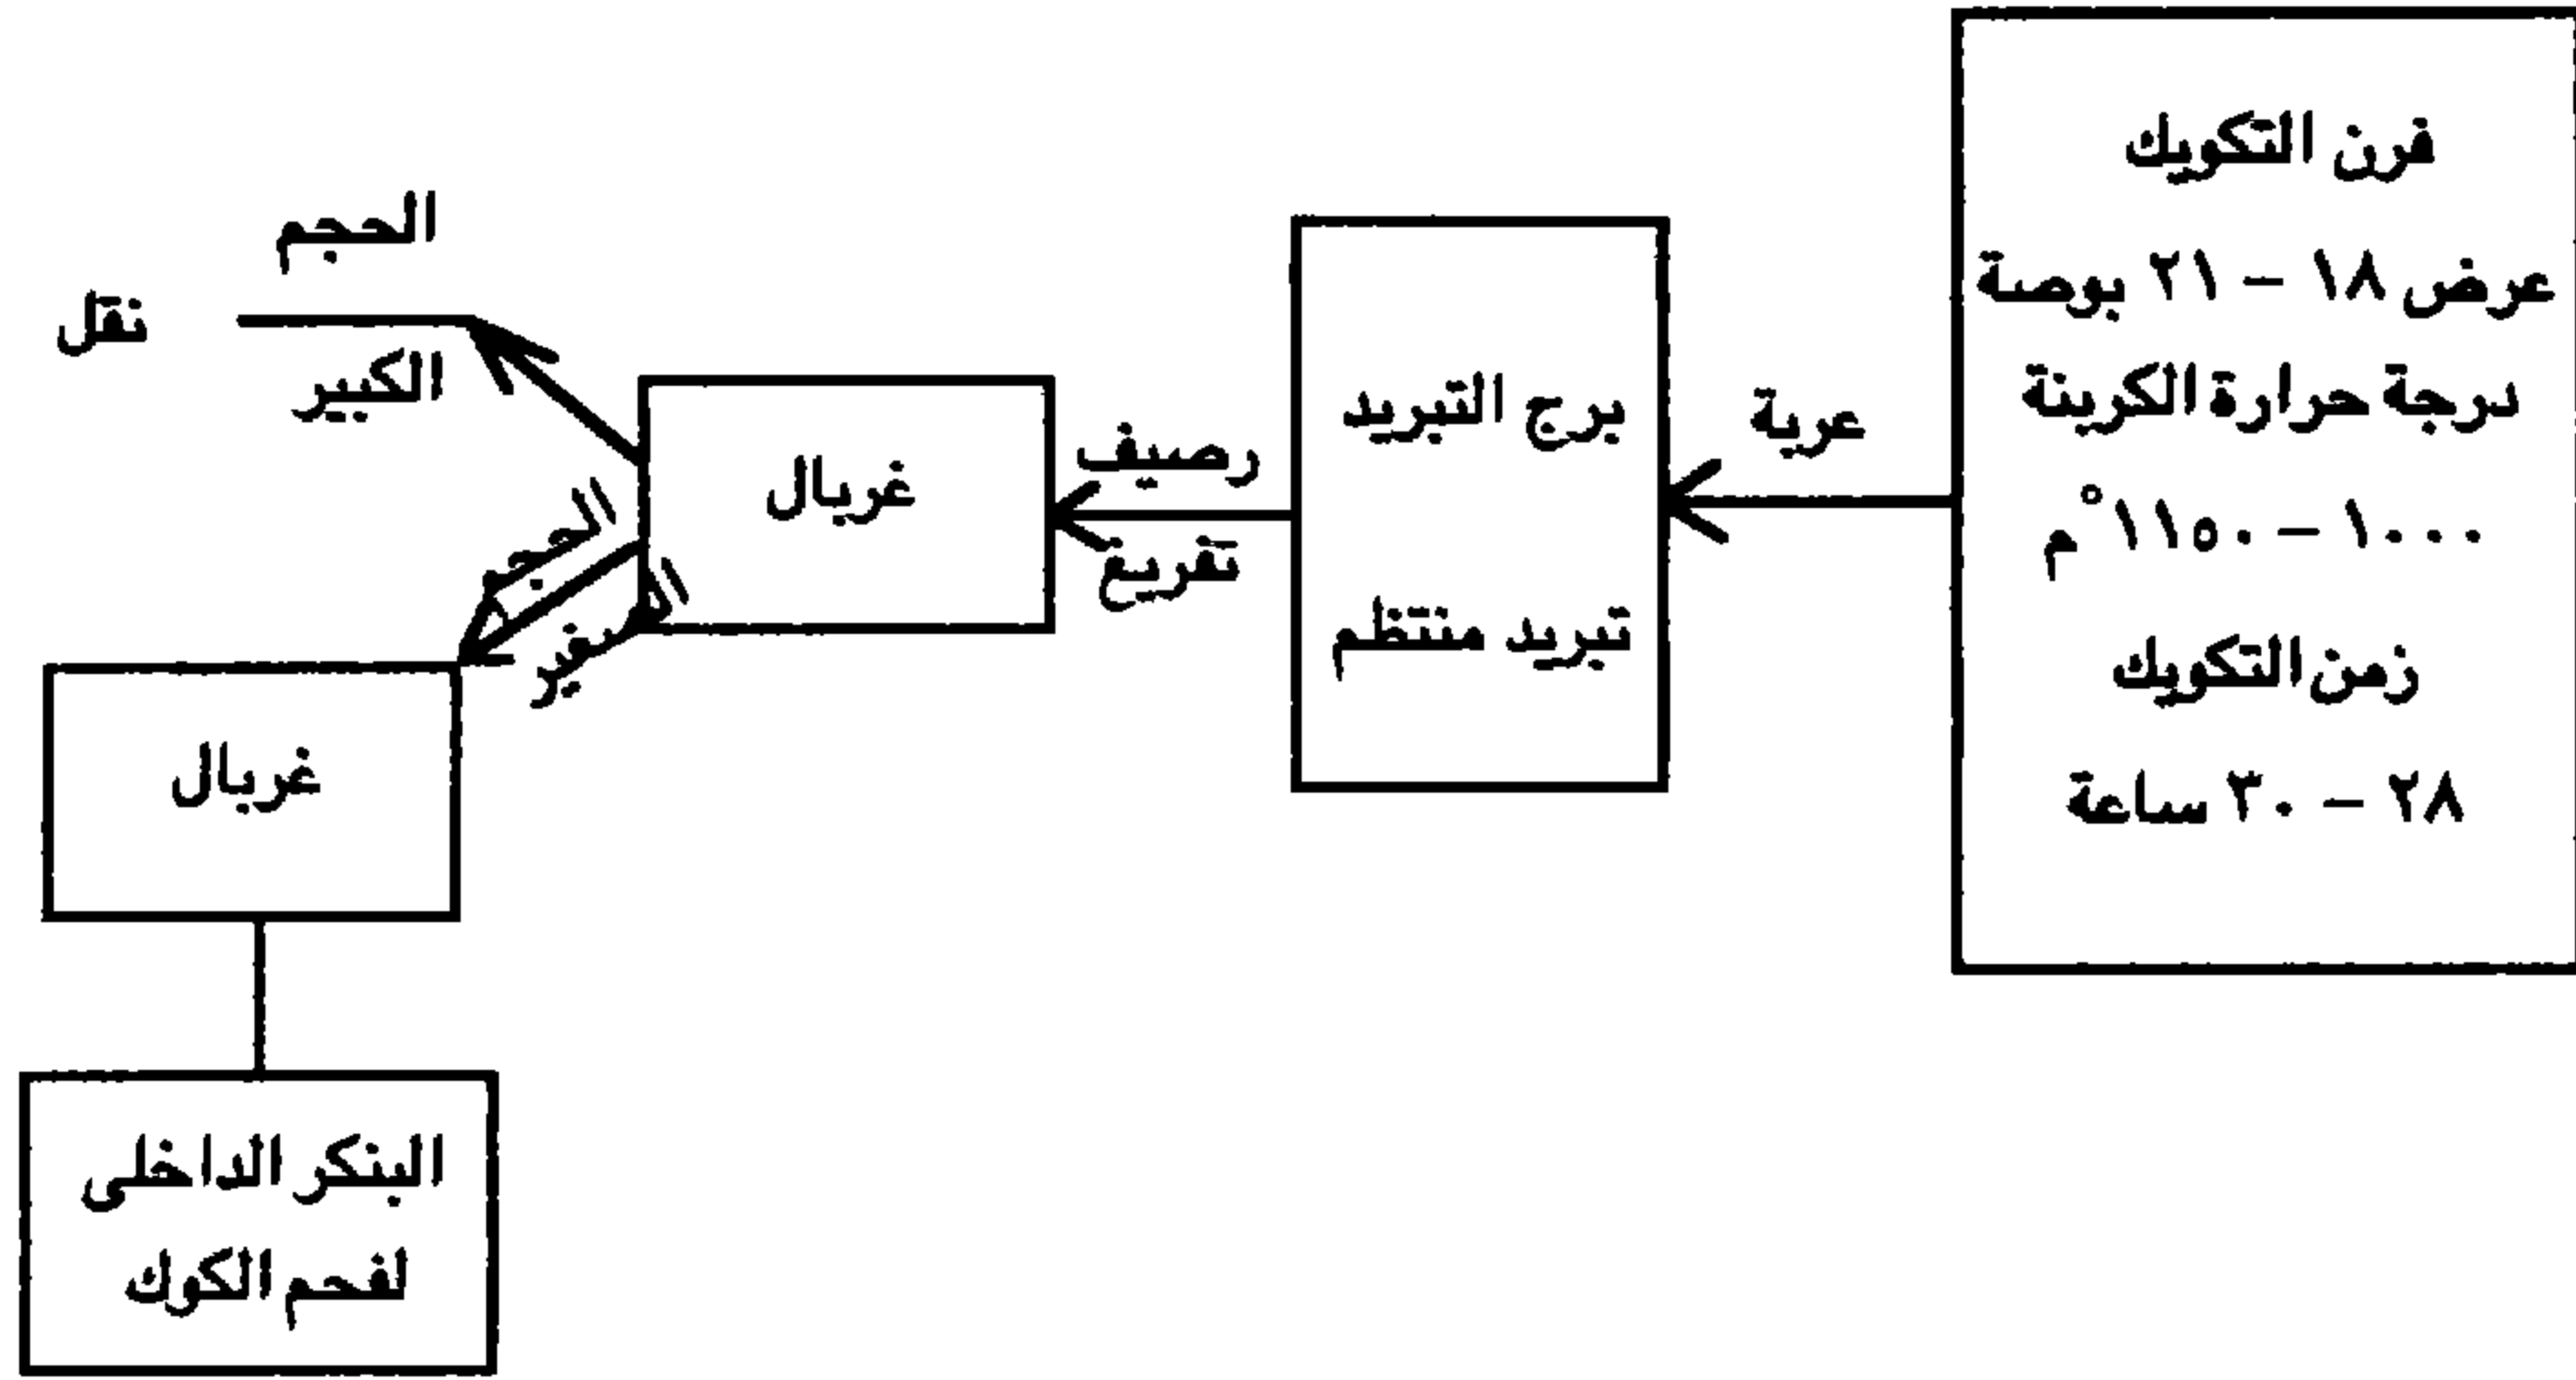 فرن التكويك
عرض ١٨ – ٢١ بوصة
درجة حرارة الكرينة
١٠٠٠ – ١١٥٠°م
زمن التكويك
٢٨ – ٣٠ ساعة
عربة
برج التبريد
تبريد منتظم
رصيف
تفريغ
غربال
الحجم
الكبير
نقل
الحجم
الصغير
غربال
البنكر الداخلى
لفحم الكوك